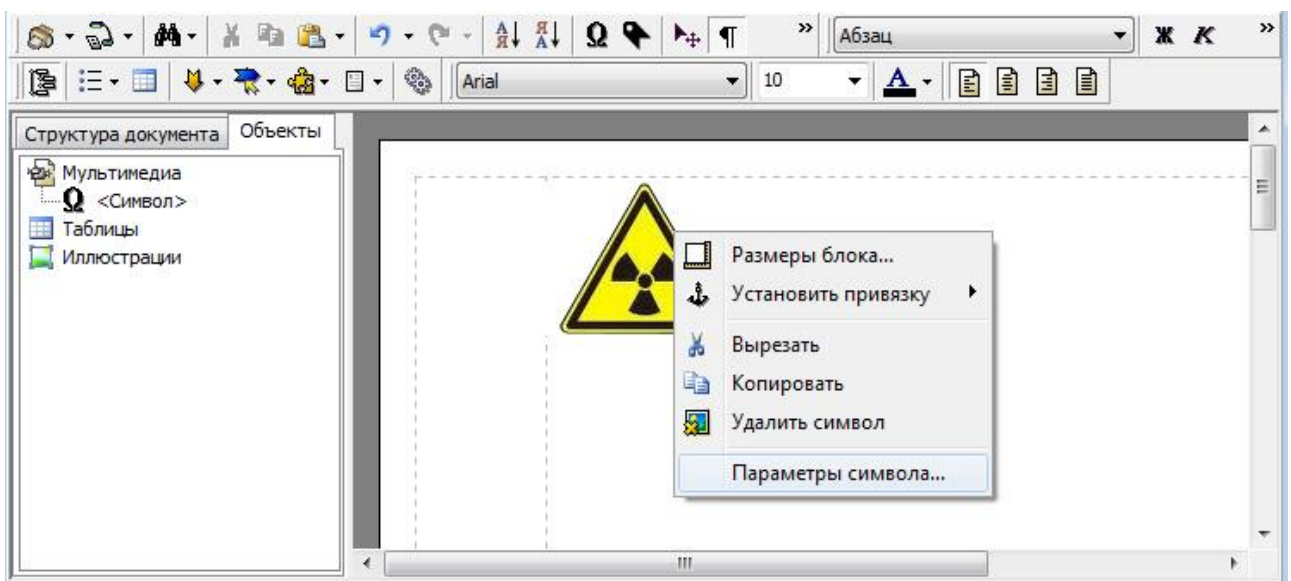 А Я Я А Ω ¶ » Абзац Ж К »
Arial 10 А
Структура документа Объекты
Мультимедиа
Ω <Символ>
Таблицы
Иллюстрации
Размеры блока...
Установить привязку
Вырезать
Копировать
Удалить символ
Параметры символа...